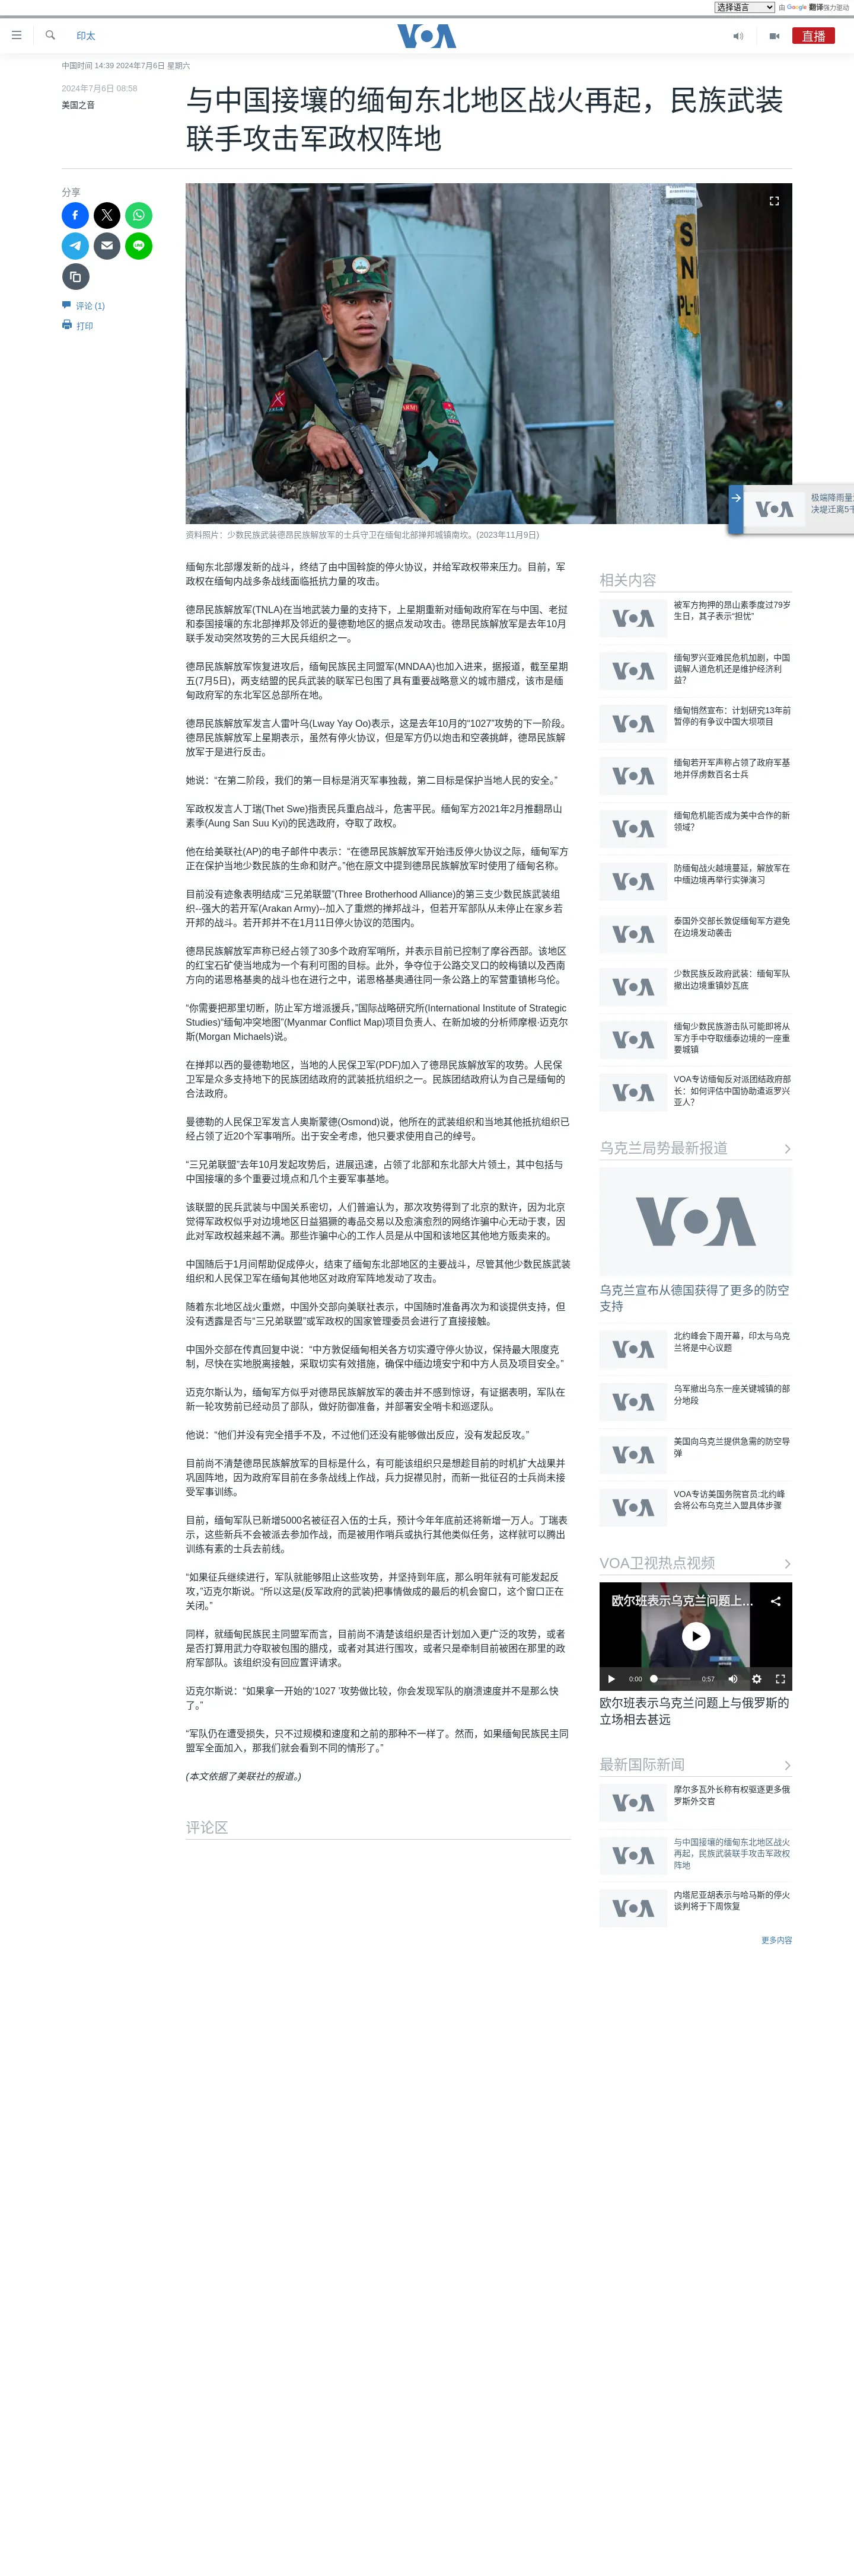 选择语言 由 Google 翻译强力驱动
印太
VOA
直播
中国时间 14:39 2024年7月6日 星期六
2024年7月6日 08:58
美国之音
与中国接壤的缅甸东北地区战火再起，民族武装
联手攻击军政权阵地
分享
评论 (1)
打印
ARMY
资料照片：少数民族武装德昂民族解放军的士兵守卫在缅甸北部掸邦城镇南坎。(2023年11月9日)
缅甸东北部爆发新的战斗，终结了由中国斡旋的停火协议，并给军政权带来压力。目前，军
政权在缅甸内战多条战线面临抵抗力量的攻击。
德昂民族解放军(TNLA)在当地武装力量的支持下，上星期重新对缅甸政府军在与中国、老挝
和泰国接壤的东北部掸邦及邻近的曼德勒地区的据点发动攻击。德昂民族解放军是去年10月
联手发动突然攻势的三大民兵组织之一。
德昂民族解放军恢复进攻后，缅甸民族民主同盟军(MNDAA)也加入进来，据报道，截至星期
五(7月5日)，两支结盟的民兵武装的联军已包围了具有重要战略意义的城市腊戌，该市是缅
甸政府军的东北军区总部所在地。
德昂民族解放军发言人雷叶乌(Lway Yay Oo)表示，这是去年10月的“1027”攻势的下一阶段。
德昂民族解放军上星期表示，虽然有停火协议，但是军方仍以炮击和空袭挑衅，德昂民族解
放军于是进行反击。
她说：“在第二阶段，我们的第一目标是消灭军事独裁，第二目标是保护当地人民的安全。”
军政权发言人丁瑞(Thet Swe)指责民兵重启战斗，危害平民。缅甸军方2021年2月推翻昂山
素季(Aung San Suu Kyi)的民选政府，夺取了政权。
他在给美联社(AP)的电子邮件中表示：“在德昂民族解放军开始违反停火协议之际，缅甸军方
正在保护当地少数民族的生命和财产。”他在原文中提到德昂民族解放军时使用了缅甸名称。
目前没有迹象表明结成“三兄弟联盟”(Three Brotherhood Alliance)的第三支少数民族武装组
织--强大的若开军(Arakan Army)--加入了重燃的掸邦战斗，但若开军部队从未停止在家乡若
开邦的战斗。若开邦并不在1月11日停火协议的范围内。
德昂民族解放军声称已经占领了30多个政府军哨所，并表示目前已控制了摩谷西部。该地区
的红宝石矿使当地成为一个有利可图的目标。此外，争夺位于公路交叉口的皎梅镇以及西南
方向的诺恩格奥的战斗也在进行之中，诺恩格奥通往同一条公路上的军营重镇彬乌伦。
“你需要把那里切断，防止军方增派援兵，”国际战略研究所(International Institute of Strategic
Studies)“缅甸冲突地图”(Myanmar Conflict Map)项目负责人、在新加坡的分析师摩根·迈克尔
斯(Morgan Michaels)说。
在掸邦以西的曼德勒地区，当地的人民保卫军(PDF)加入了德昂民族解放军的攻势。人民保
卫军是众多支持地下的民族团结政府的武装抵抗组织之一。民族团结政府认为自己是缅甸的
合法政府。
曼德勒的人民保卫军发言人奥斯蒙德(Osmond)说，他所在的武装组织和当地其他抵抗组织已
经占领了近20个军事哨所。出于安全考虑，他只要求使用自己的绰号。
“三兄弟联盟”去年10月发起攻势后，进展迅速，占领了北部和东北部大片领土，其中包括与
中国接壤的多个重要过境点和几个主要军事基地。
该联盟的民兵武装与中国关系密切，人们普遍认为，那次攻势得到了北京的默许，因为北京
觉得军政权似乎对边境地区日益猖獗的毒品交易以及愈演愈烈的网络诈骗中心无动于衷，因
此对军政权越来越不满。那些诈骗中心的工作人员是从中国和该地区其他地方贩卖来的。
中国随后于1月间帮助促成停火，结束了缅甸东北部地区的主要战斗，尽管其他少数民族武装
组织和人民保卫军在缅甸其他地区对政府军阵地发动了攻击。
随着东北地区战火重燃，中国外交部向美联社表示，中国随时准备再次为和谈提供支持，但
没有透露是否与“三兄弟联盟”或军政权的国家管理委员会进行了直接接触。
中国外交部在传真回复中说：“中方敦促缅甸相关各方切实遵守停火协议，保持最大限度克
制，尽快在实地脱离接触，采取切实有效措施，确保中缅边境安宁和中方人员及项目安全。”
迈克尔斯认为，缅甸军方似乎对德昂民族解放军的袭击并不感到惊讶，有证据表明，军队在
新一轮攻势前已经动员了部队，做好防御准备，并部署安全哨卡和巡逻队。
他说：“他们并没有完全措手不及，不过他们还没有能够做出反应，没有发起反攻。”
目前尚不清楚德昂民族解放军的目标是什么，有可能该组织只是想趁目前的时机扩大战果并
巩固阵地，因为政府军目前在多条战线上作战，兵力捉襟见肘，而新一批征召的士兵尚未接
受军事训练。
目前，缅甸军队已新增5000名被征召入伍的士兵，预计今年年底前还将新增一万人。丁瑞表
示，这些新兵不会被派去参加作战，而是被用作哨兵或执行其他类似任务，这样就可以腾出
训练有素的士兵去前线。
“如果征兵继续进行，军队就能够阻止这些攻势，并坚持到年底，那么明年就有可能发起反
攻，”迈克尔斯说。“所以这是(反军政府的武装)把事情做成的最后的机会窗口，这个窗口正在
关闭。”
同样，就缅甸民族民主同盟军而言，目前尚不清楚该组织是否计划加入更广泛的攻势，或者
是否打算用武力夺取被包围的腊戌，或者对其进行围攻，或者只是牵制目前被困在那里的政
府军部队。该组织没有回应置评请求。
迈克尔斯说：“如果拿一开始的‘1027 ’攻势做比较，你会发现军队的崩溃速度并不是那么快
了。”
“军队仍在遭受损失，只不过规模和速度和之前的那种不一样了。然而，如果缅甸民族民主同
盟军全面加入，那我们就会看到不同的情形了。”
(本文依据了美联社的报道。)
评论区
相关内容
被军方拘押的昂山素季度过79岁
生日，其子表示“担忧”
缅甸罗兴亚难民危机加剧，中国
调解人道危机还是维护经济利
益？
缅甸悄然宣布：计划研究13年前
暂停的有争议中国大坝项目
缅甸若开军声称占领了政府军基
地并俘虏数百名士兵
缅甸危机能否成为美中合作的新
领域？
防缅甸战火越境蔓延，解放军在
中缅边境再举行实弹演习
泰国外交部长敦促缅甸军方避免
在边境发动袭击
少数民族反政府武装：缅甸军队
撤出边境重镇妙瓦底
缅甸少数民族游击队可能即将从
军方手中夺取缅泰边境的一座重
要城镇
VOA专访缅甸反对派团结政府部
长：如何评估中国协助遣返罗兴
亚人？
乌克兰局势最新报道
乌克兰宣布从德国获得了更多的防空
支持
北约峰会下周开幕，印太与乌克
兰将是中心议题
乌军撤出乌东一座关键城镇的部
分地段
美国向乌克兰提供急需的防空导
弹
VOA专访美国务院官员:北约峰
会将公布乌克兰入盟具体步骤
VOA卫视热点视频
欧尔班表示乌克兰问题上...
0:00 0:57
欧尔班表示乌克兰问题上与俄罗斯的
立场相去甚远
最新国际新闻
摩尔多瓦外长称有权驱逐更多俄
罗斯外交官
与中国接壤的缅甸东北地区战火
再起，民族武装联手攻击军政权
阵地
内塔尼亚胡表示与哈马斯的停火
谈判将于下周恢复
更多内容
极端降雨量
决堤迁离5千